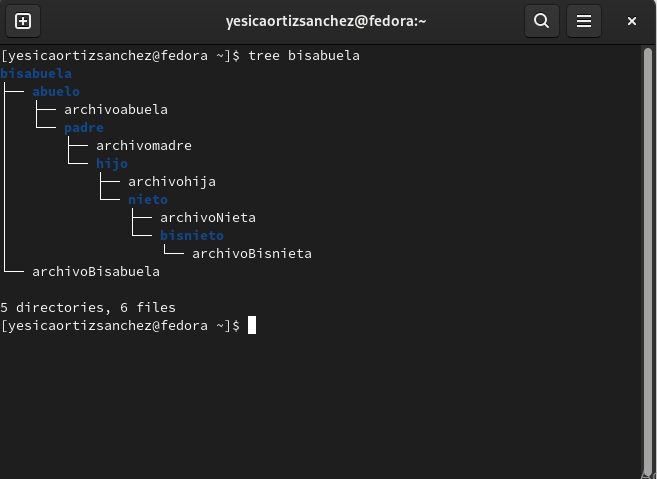 yesicaortizsanchez@fedora:~
[yesicaortizsanchez@fedora ~]$ tree bisabuela
bisabuela
├── abuelo
│   ├── archivoabuela
│   └── padre
│       ├── archivomadre
│       └── hijo
│           ├── archivohija
│           └── nieto
│               ├── archivoNieta
│               └── bisnieto
│                   └── archivoBisnieta
└── archivoBisabuela
5 directories, 6 files
[yesicaortizsanchez@fedora ~]$